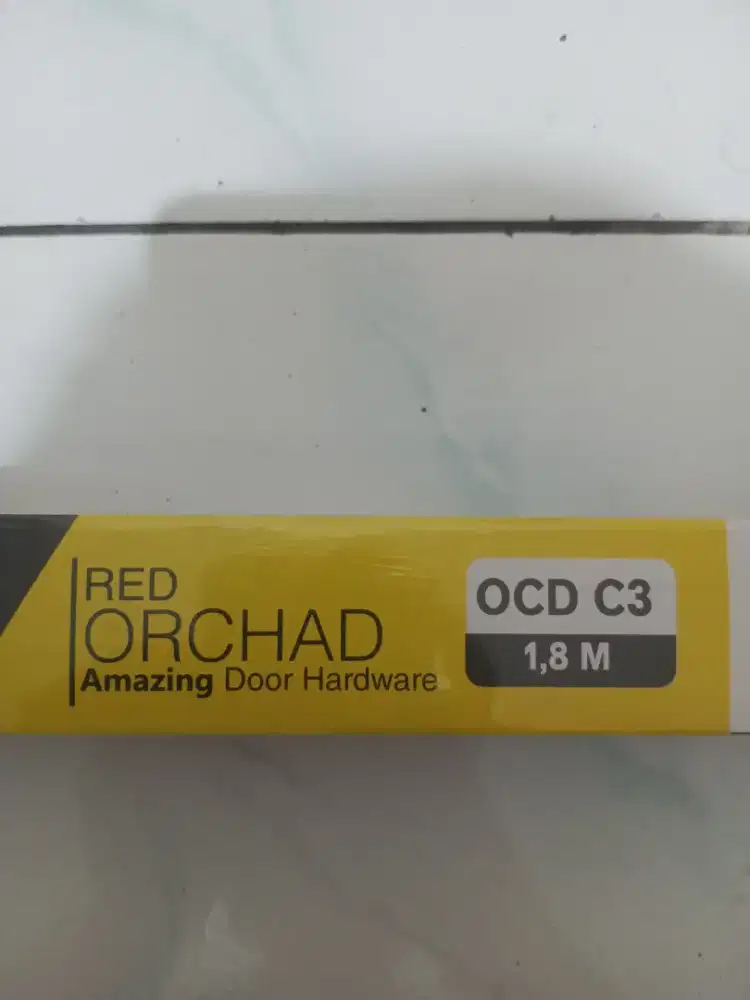 RED
ORCHAD
Amazing Door Hardware
OCD C3
1,8 M